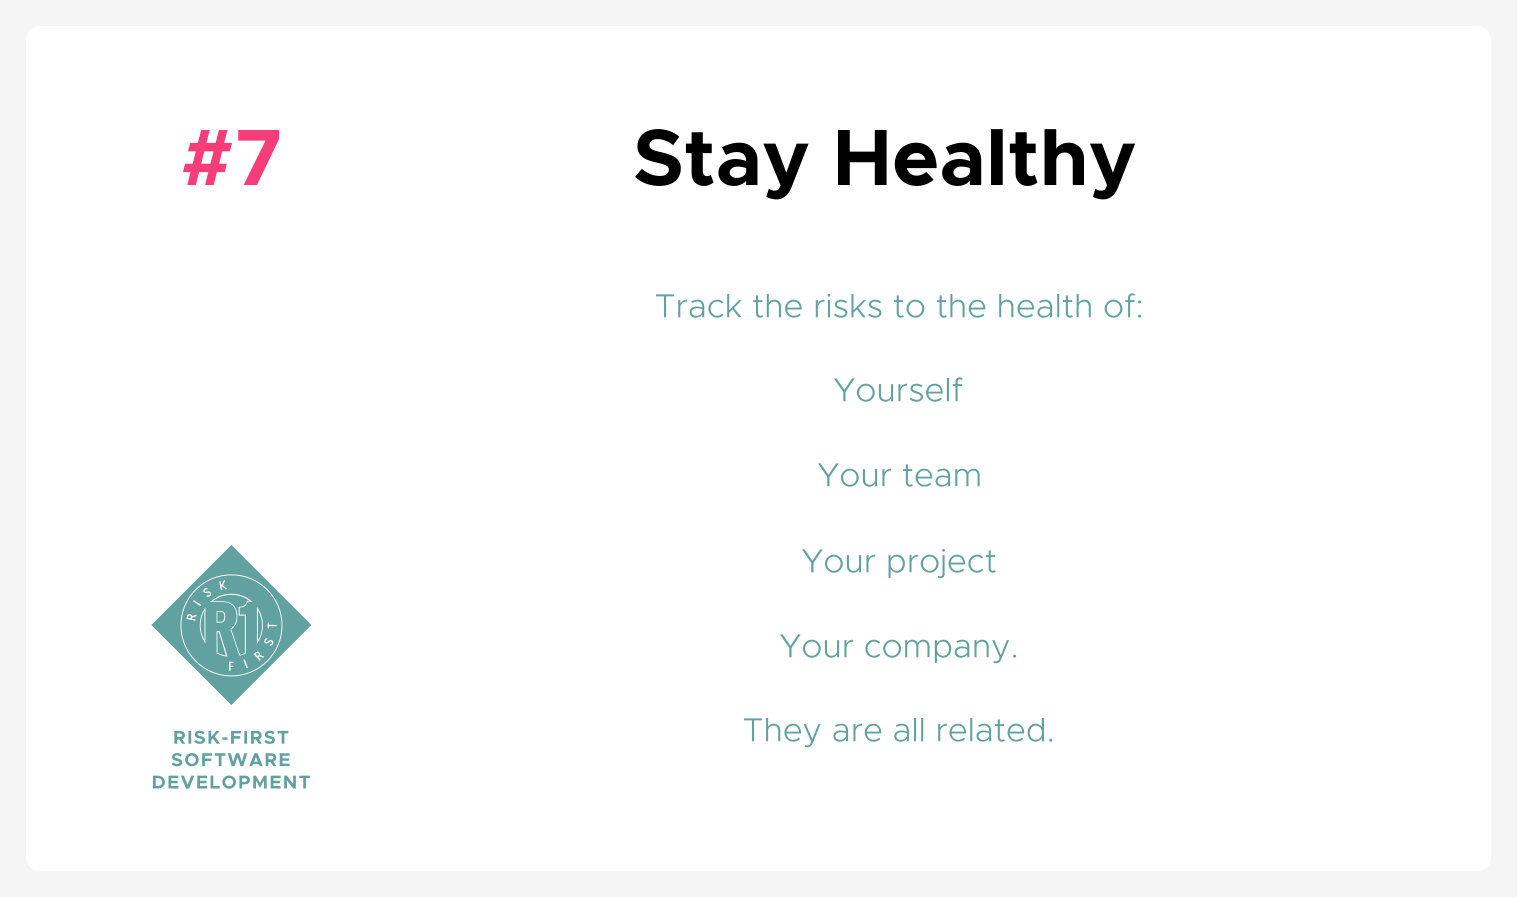 #7
Stay Healthy
Track the risks to the health of:
Yourself
Your team
Your project
Your company.
They are all related.
RISK
R1
FIRST
RISK-FIRST
SOFTWARE
DEVELOPMENT